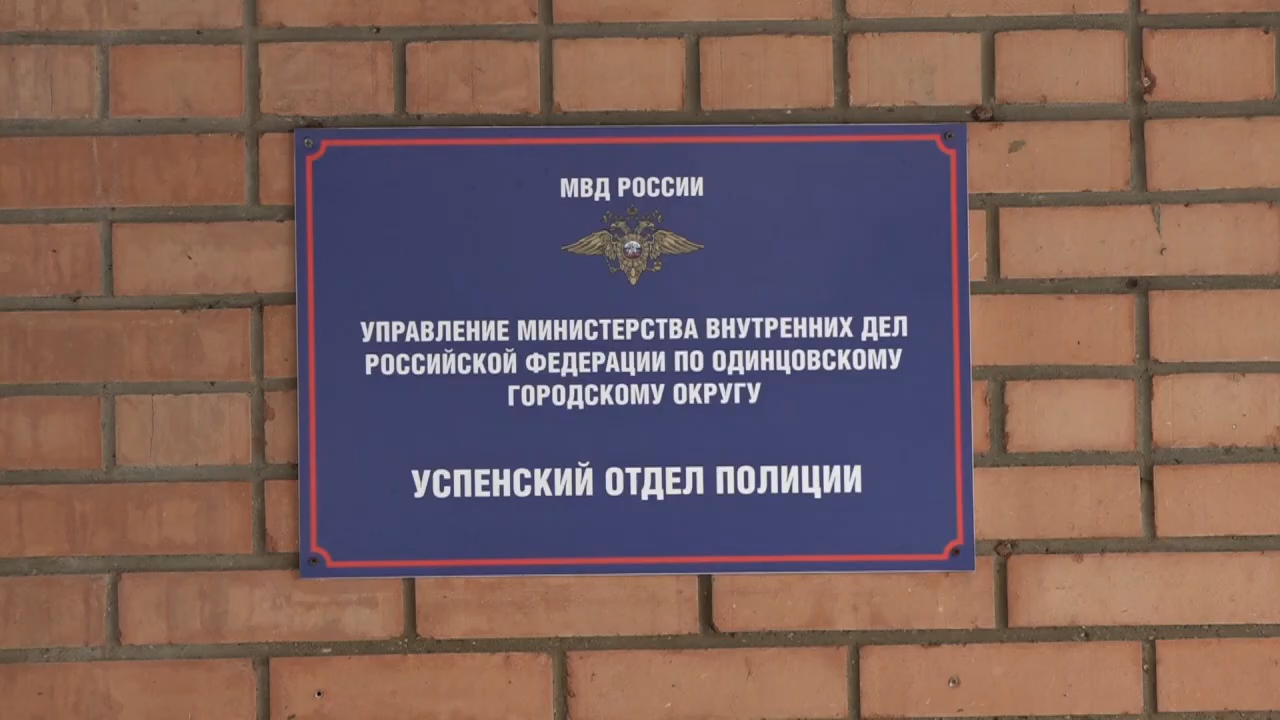 МВД РОССИИ
УПРАВЛЕНИЕ МИНИСТЕРСТВА ВНУТРЕННИХ ДЕЛ
РОССИЙСКОЙ ФЕДЕРАЦИИ ПО ОДИНЦОВСКОМУ
ГОРОДСКОМУ ОКРУГУ
УСПЕНСКИЙ ОТДЕЛ ПОЛИЦИИ